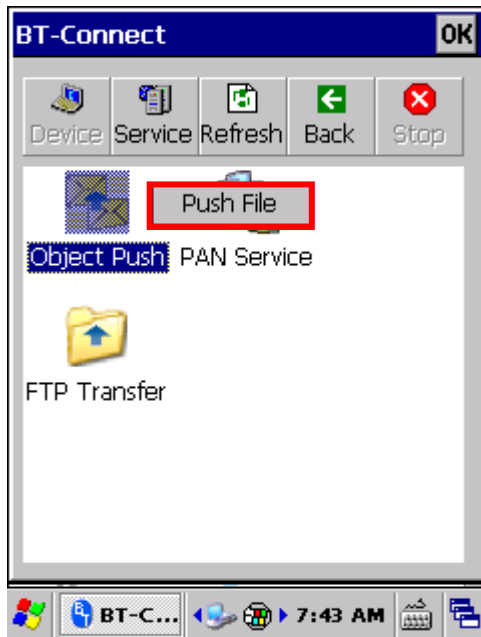 BT-Connect OK
Device Service Refresh Back Stop
Push File
Object Push PAN Service
FTP Transfer
BT-C... 7:43 AM